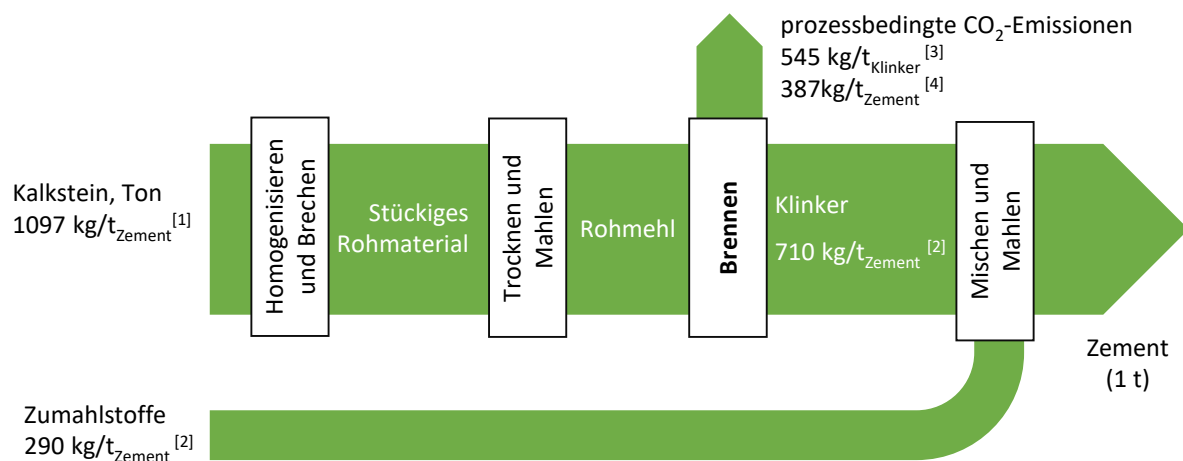 prozessbedingte CO₂-Emissionen
545 kg/tKlinker [3]
387kg/tZement [4]
Kalkstein, Ton
1097 kg/tZement[1]
Homogenisieren
und Brechen
Stückiges
Rohmaterial
Trocknen und
Mahlen
Rohmehl
Brennen
Klinker
710 kg/tZement [2]
Mischen und
Mahlen
Zement
(1 t)
Zumahlstoffe
290 kg/tZement [2]